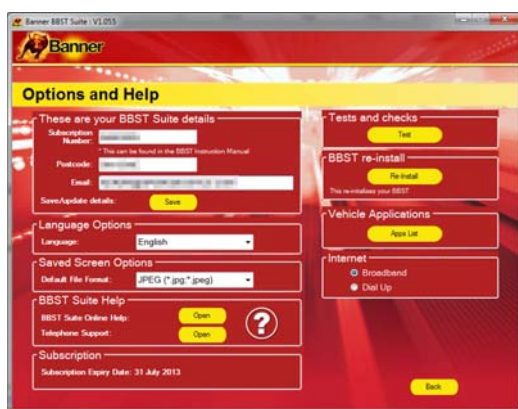 Banner BBST Suite : V1.055
Banner
Options and Help
These are your BBST Suite details
Subscription Number:
* This can be found in the BBST Instruction Manual
Postcode:
Email:
Save/update details: Save
Language Options
Language: English
Saved Screen Options
Default File Format: JPEG (*.jpg;*.jpeg)
BBST Suite Help
BBST Suite Online Help: Open
Telephone Support: Open
?
Subscription
Subscription Expiry Date: 31 July 2013
Tests and checks
Test
BBST re-install
Re-Install
This re-initialises your BBST
Vehicle Applications
Apps List
Internet
Broadband
Dial Up
Back